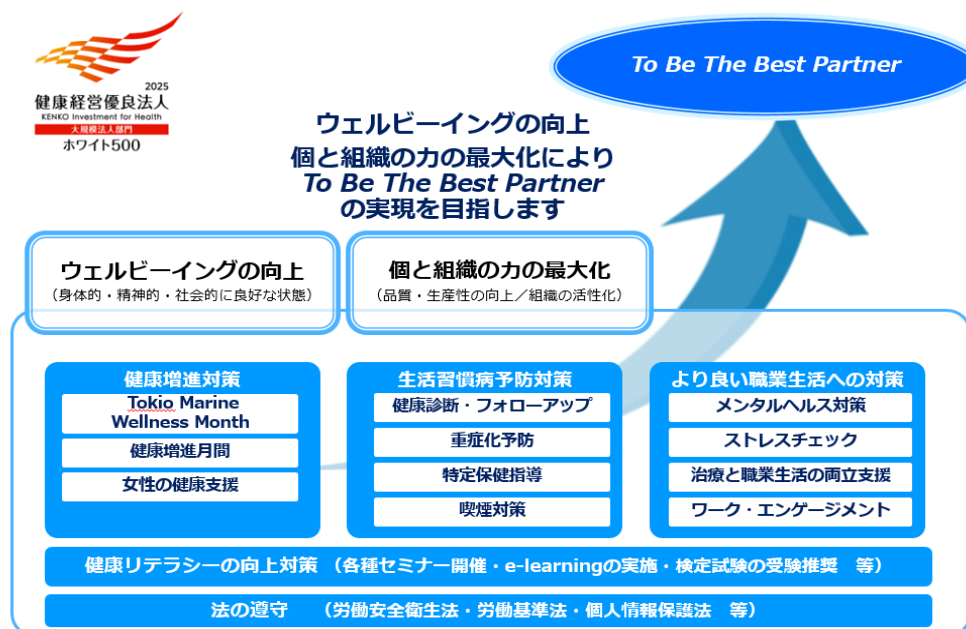 2025
健康経営優良法人
KENKO Investment for Health
大規模法人部門
ホワイト500
To Be The Best Partner
ウェルビーイングの向上
個と組織の力の最大化により
To Be The Best Partner
の実現を目指します
ウェルビーイングの向上
（身体的・精神的・社会的に良好な状態）
個と組織の力の最大化
（品質・生産性の向上／組織の活性化）
健康増進対策
Tokio Marine
Wellness Month
健康増進月間
女性の健康支援
生活習慣病予防対策
健康診断・フォローアップ
重症化予防
特定保健指導
喫煙対策
より良い職業生活への対策
メンタルヘルス対策
ストレスチェック
治療と職業生活の両立支援
ワーク・エンゲージメント
健康リテラシーの向上対策 （各種セミナー開催・e-learningの実施・検定試験の受験推奨 等）
法の遵守 （労働安全衛生法・労働基準法・個人情報保護法 等）